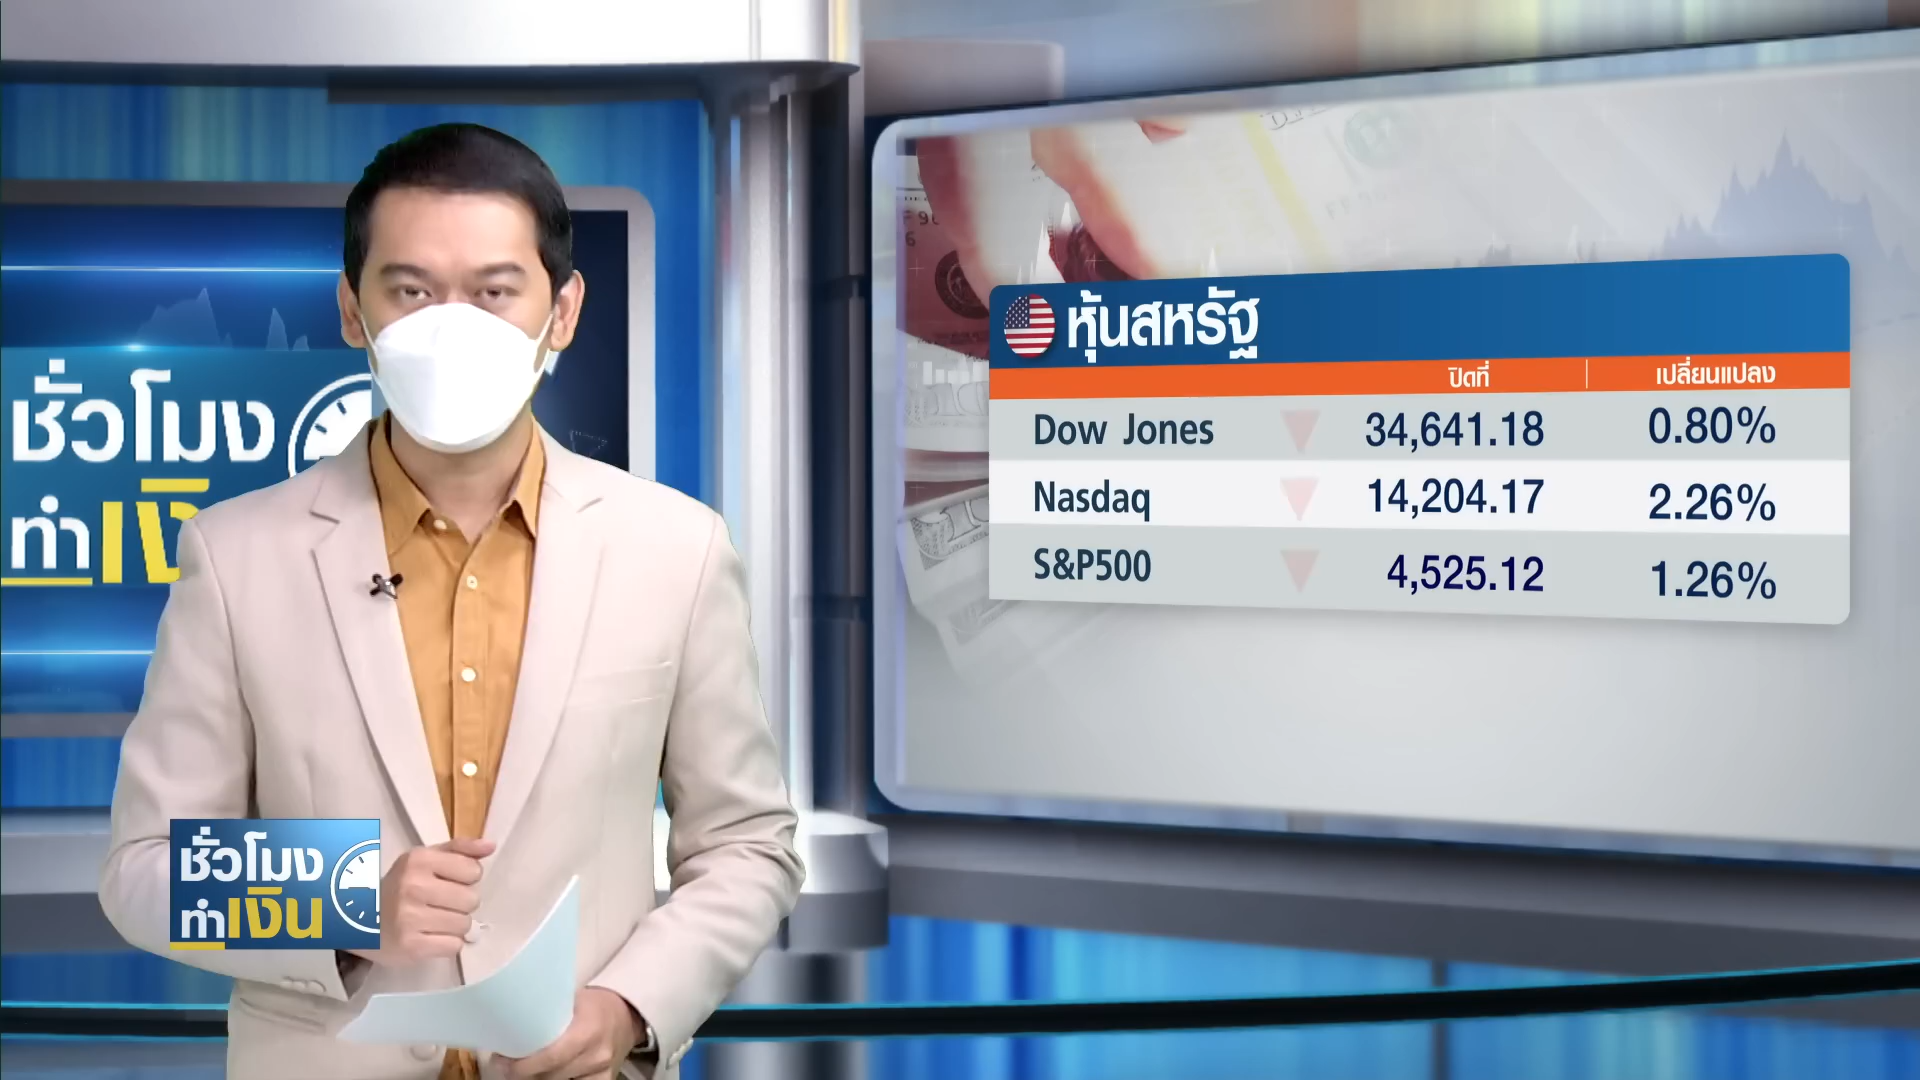 ชั่วโมง
ทำเงิ
ชั่วโมง
ทำเงิน
หุ้นสหรัฐ
ปิดที่ เปลี่ยนแปลง
Dow Jones 34,641.18 0.80%
Nasdaq 14,204.17 2.26%
S&P500 4,525.12 1.26%